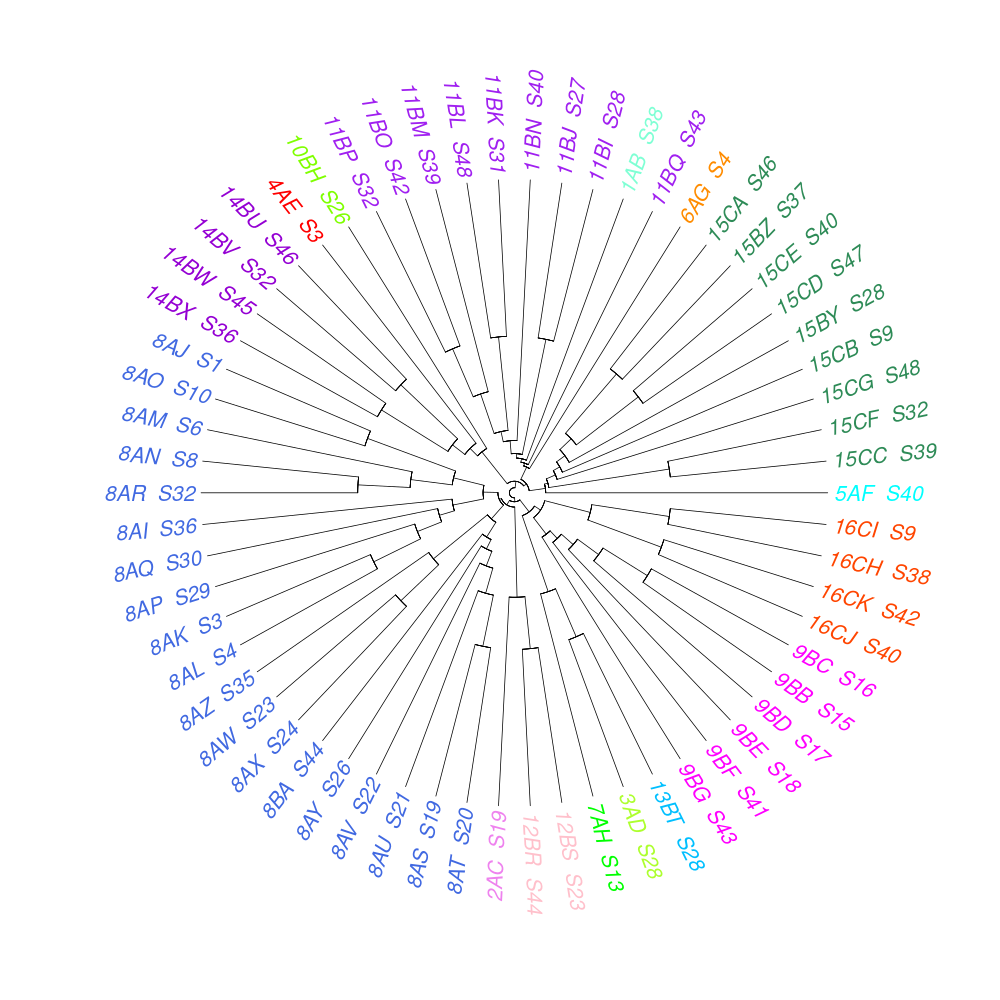 11BN S40
11BJ S27
11BI S28
1AB S38
11BQ S43
6AG S4
15CA S46
15BZ S37
15CE S40
15CD S47
15BY S28
15CB S9
15CG S48
15CF S32
15CC S39
5AF S40
16CI S9
16CH S38
16CK S42
16CJ S40
9BC S16
9BB S15
9BD S17
9BE S18
9BF S41
9BG S43
13BT S28
3AD S28
7AH S13
12BS S23
12BR S44
2AC S19
8AT S20
8AS S19
8AU S21
8AV S22
8AY S26
8BA S44
8AX S24
8AW S23
8AZ S35
8AL S4
8AK S3
8AP S29
8AQ S30
8AI S36
8AR S32
8AN S8
8AM S6
8AO S10
8AJ S1
14BX S36
14BW S45
14BV S32
14BU S46
4AE S3
10BH S26
11BP S32
11BO S42
11BM S39
11BL S48
11BK S31